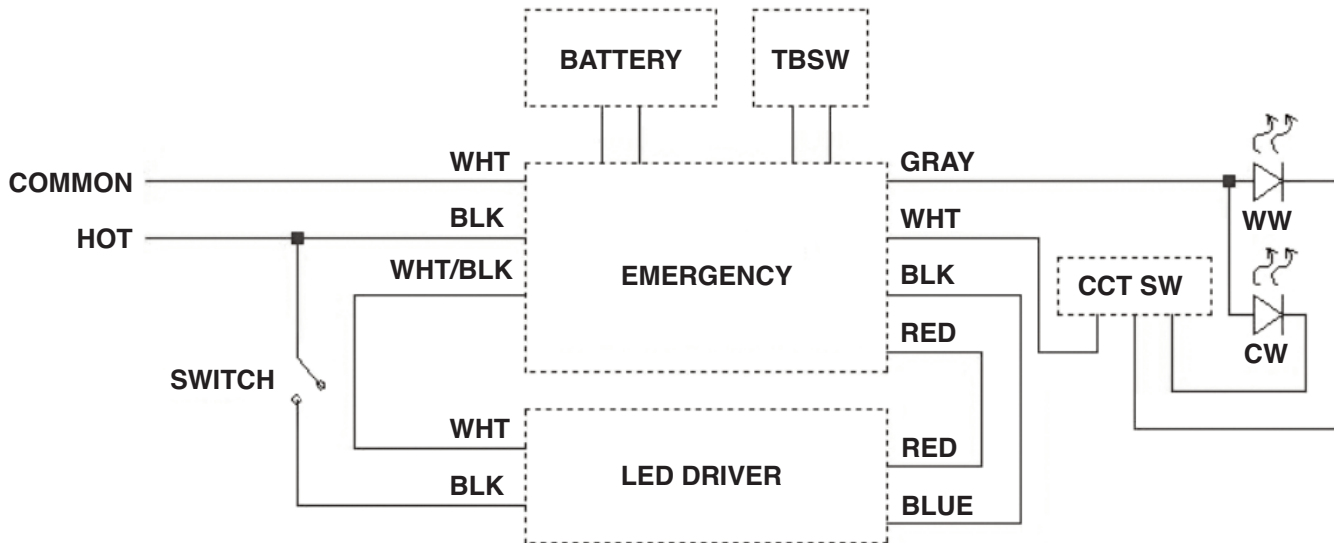 BATTERY
TBSW
WHT
GRAY
COMMON
BLK
WHT
HOT
WW
WHT/BLK
EMERGENCY
BLK
CCT SW
RED
CW
SWITCH
WHT
RED
LED DRIVER
BLK
BLUE